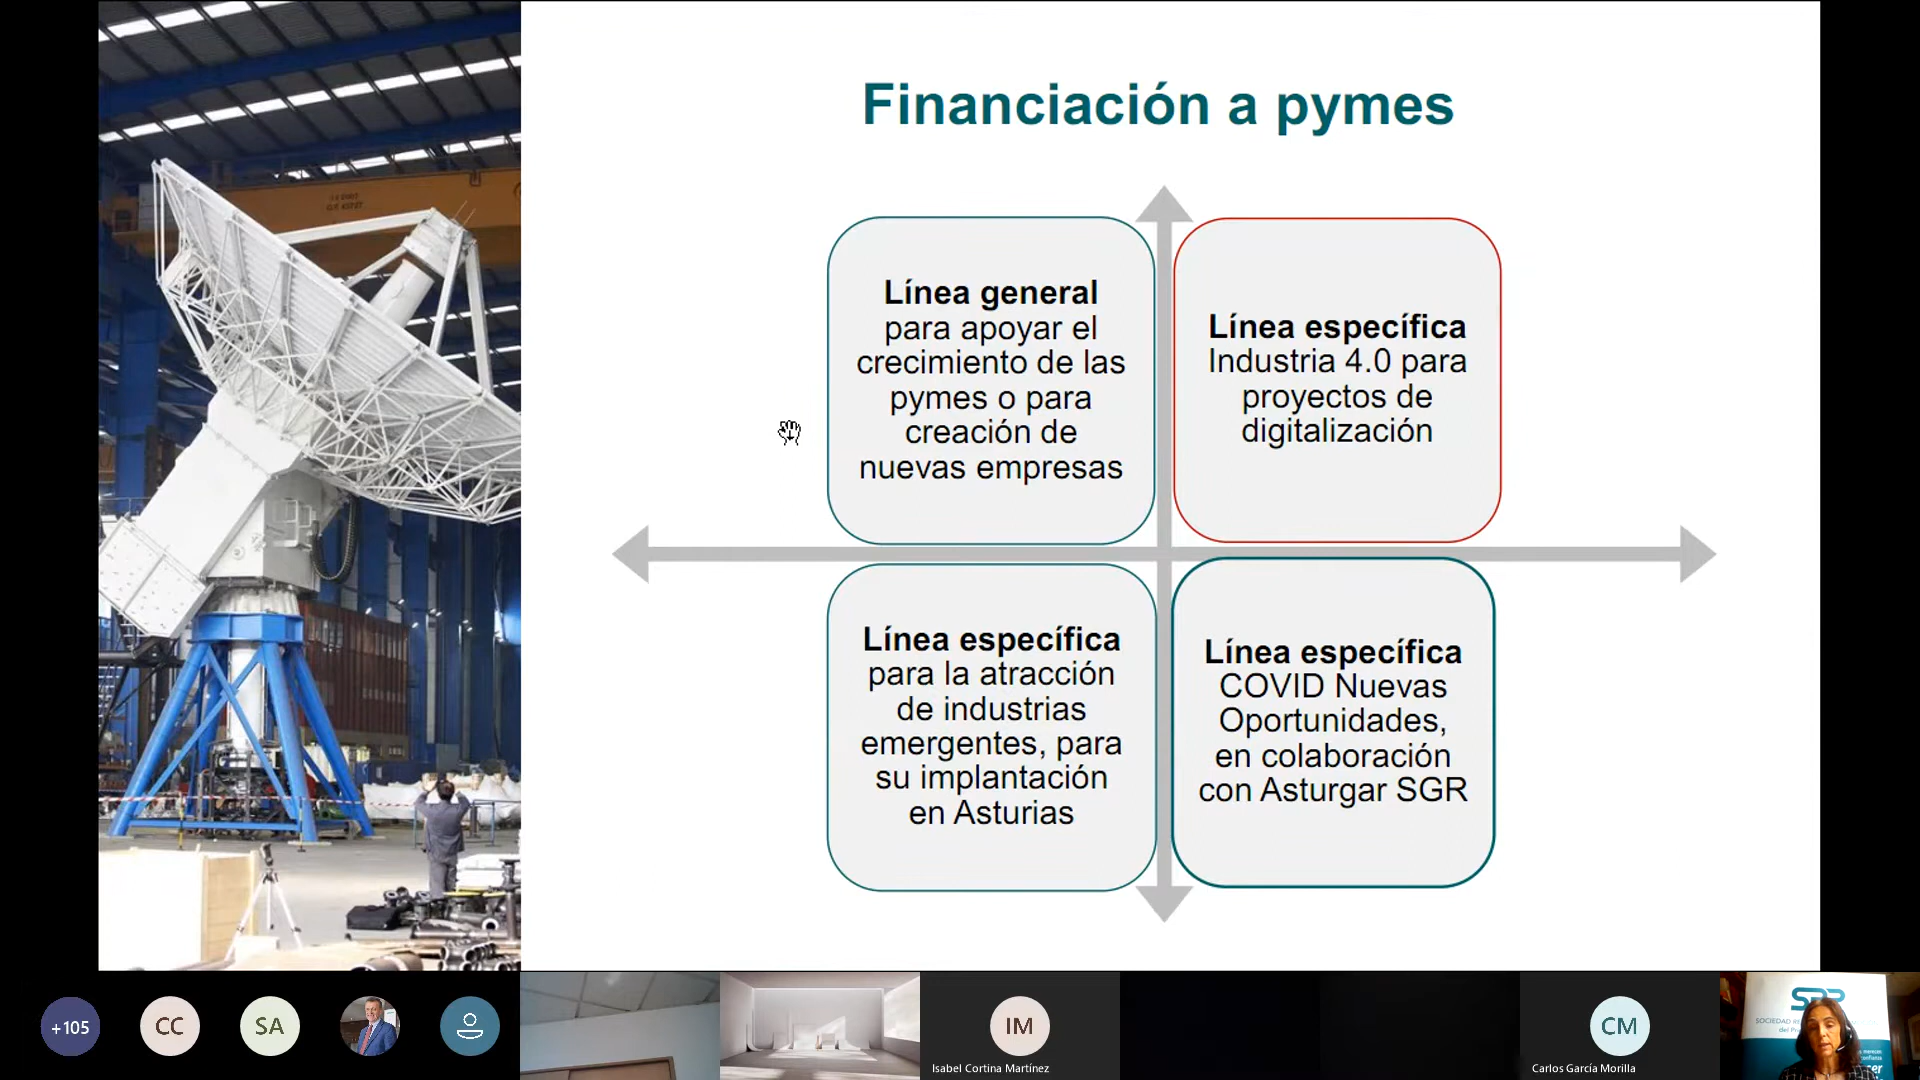 Financiación a pymes
Línea general
para apoyar el
crecimiento de las
pymes o para
creación de
nuevas empresas
Línea específica
Industria 4.0 para
proyectos de
digitalización
Línea específica
para la atracción
de industrias
emergentes, para
su implantación
en Asturias
Línea específica
COVID Nuevas
Oportunidades,
en colaboración
con Asturgar SGR
+105
CC
SA
IM
Isabel Cortina Martínez
CM
Carlos García Morilla
SRP
SOCIEDAD